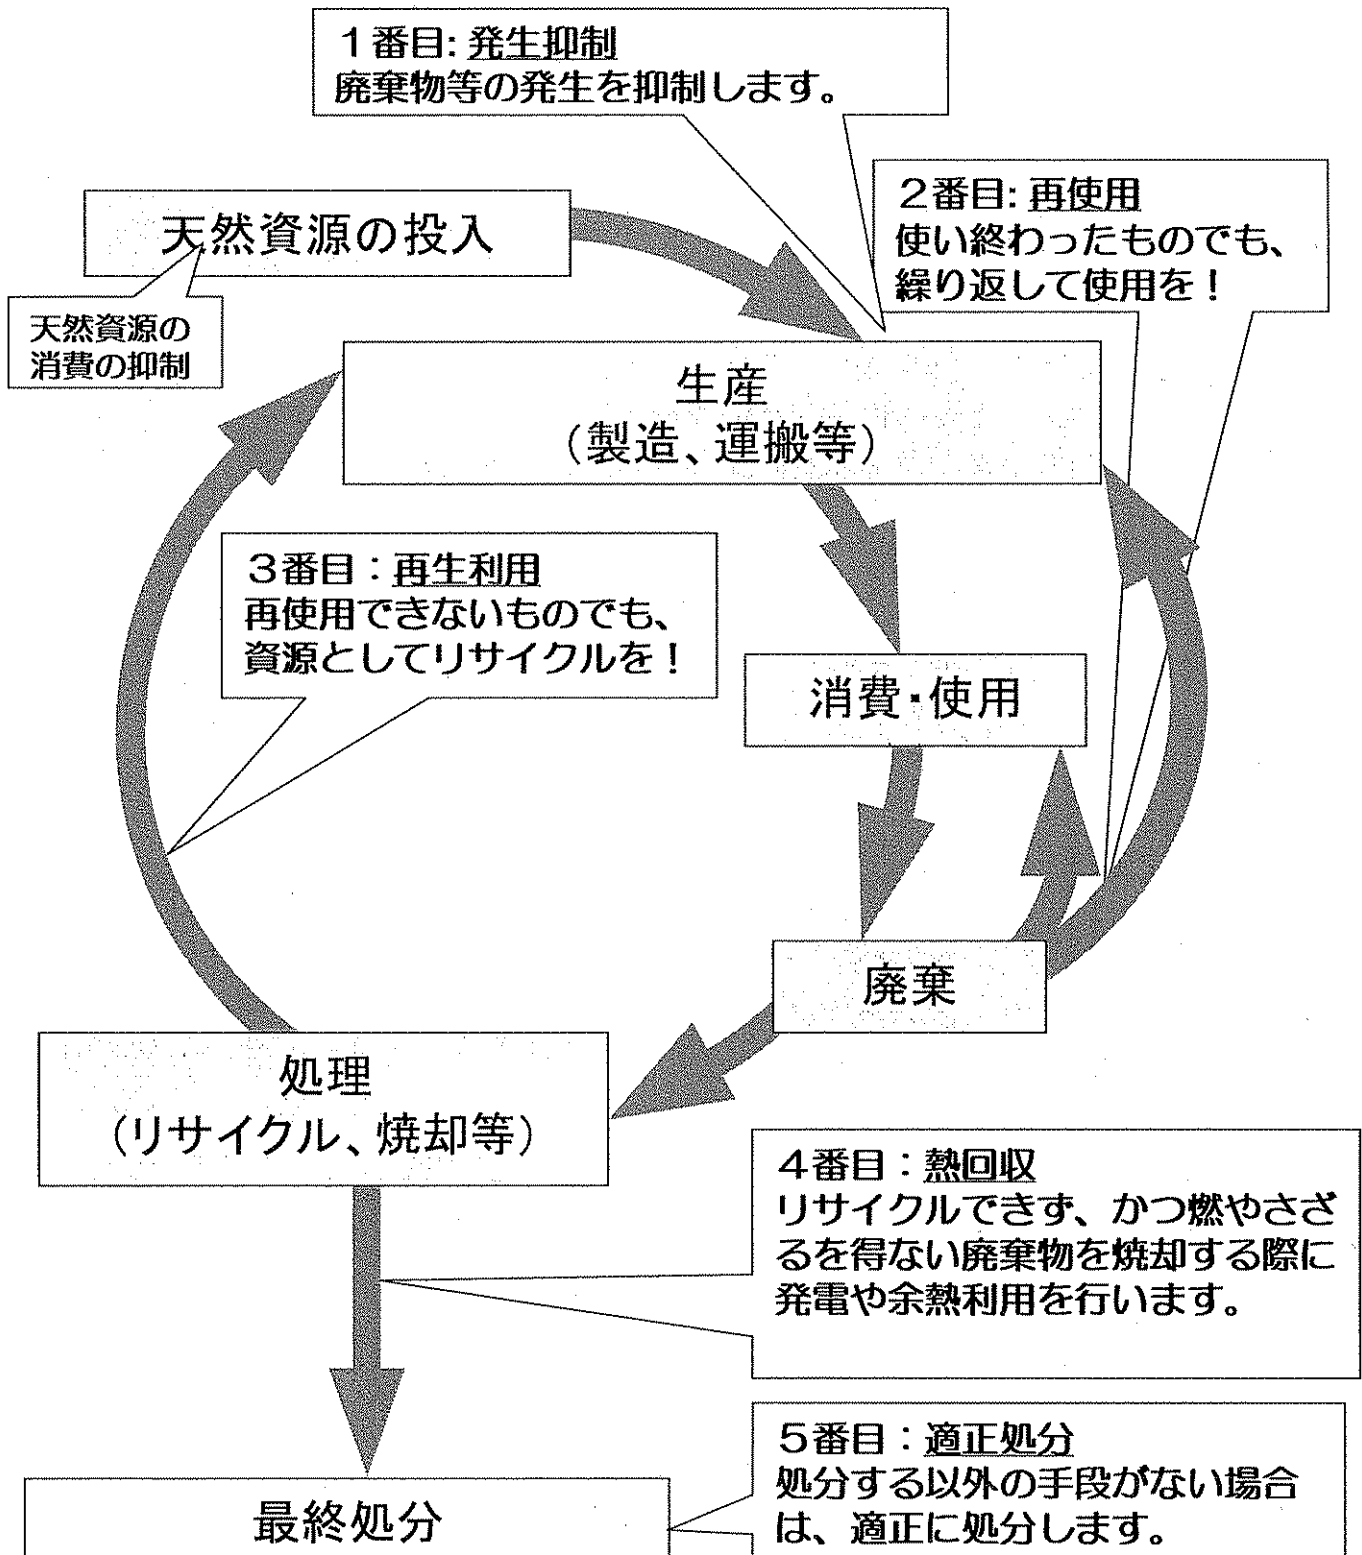 1番目: 発生抑制
廃棄物等の発生を抑制します。
2番目: 再使用
使い終わったものでも、
繰り返して使用を！
天然資源の投入
天然資源の
消費の抑制
生産
（製造、運搬等）
3番目：再生利用
再使用できないものでも、
資源としてリサイクルを！
消費・使用
廃棄
処理
（リサイクル、焼却等）
4番目：熱回収
リサイクルできず、かつ燃やさざ
るを得ない廃棄物を焼却する際に
発電や余熱利用を行います。
5番目：適正処分
処分する以外の手段がない場合
は、適正に処分します。
最終処分